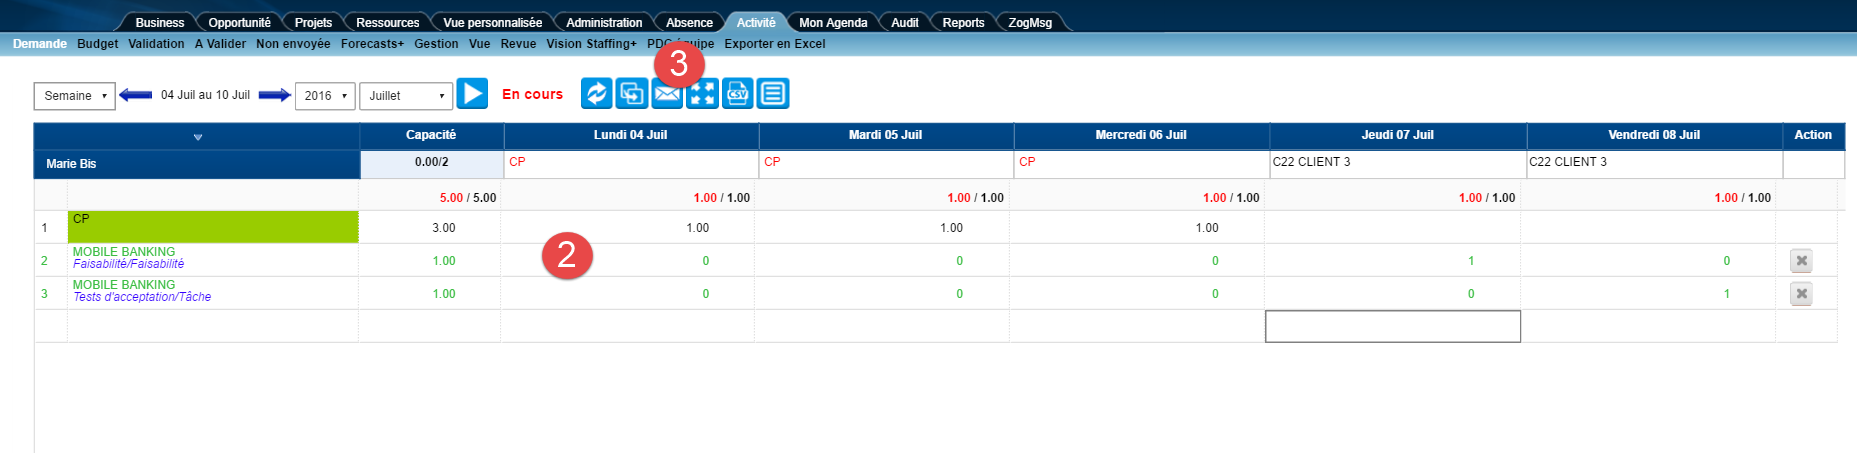 Business Opportunité Projets Ressources Vue personnalisée Administration Absence Activité Mon Agenda Audit Reports ZogMsg
Demande Budget Validation A Valider Non envoyée Forecasts+ Gestion Vue Revue Vision Staffing+ PDC équipe Exporter en Excel
3
Semaine 04 Juil au 10 Juil 2016 Juillet En cours CSV
Capacité Lundi 04 Juil Mardi 05 Juil Mercredi 06 Juil Jeudi 07 Juil Vendredi 08 Juil Action
Marie Bis 0.00/2 CP CP CP C22 CLIENT 3 C22 CLIENT 3
5.00 / 5.00 1.00 / 1.00 1.00 / 1.00 1.00 / 1.00 1.00 / 1.00 1.00 / 1.00
1 CP 3.00 1.00 1.00 1.00
2 MOBILE BANKING
Faisabilité/Faisabilité 1.00 2 0 0 0 1 0
3 MOBILE BANKING
Tests d'acceptation/Tâche 1.00 0 0 0 0 1